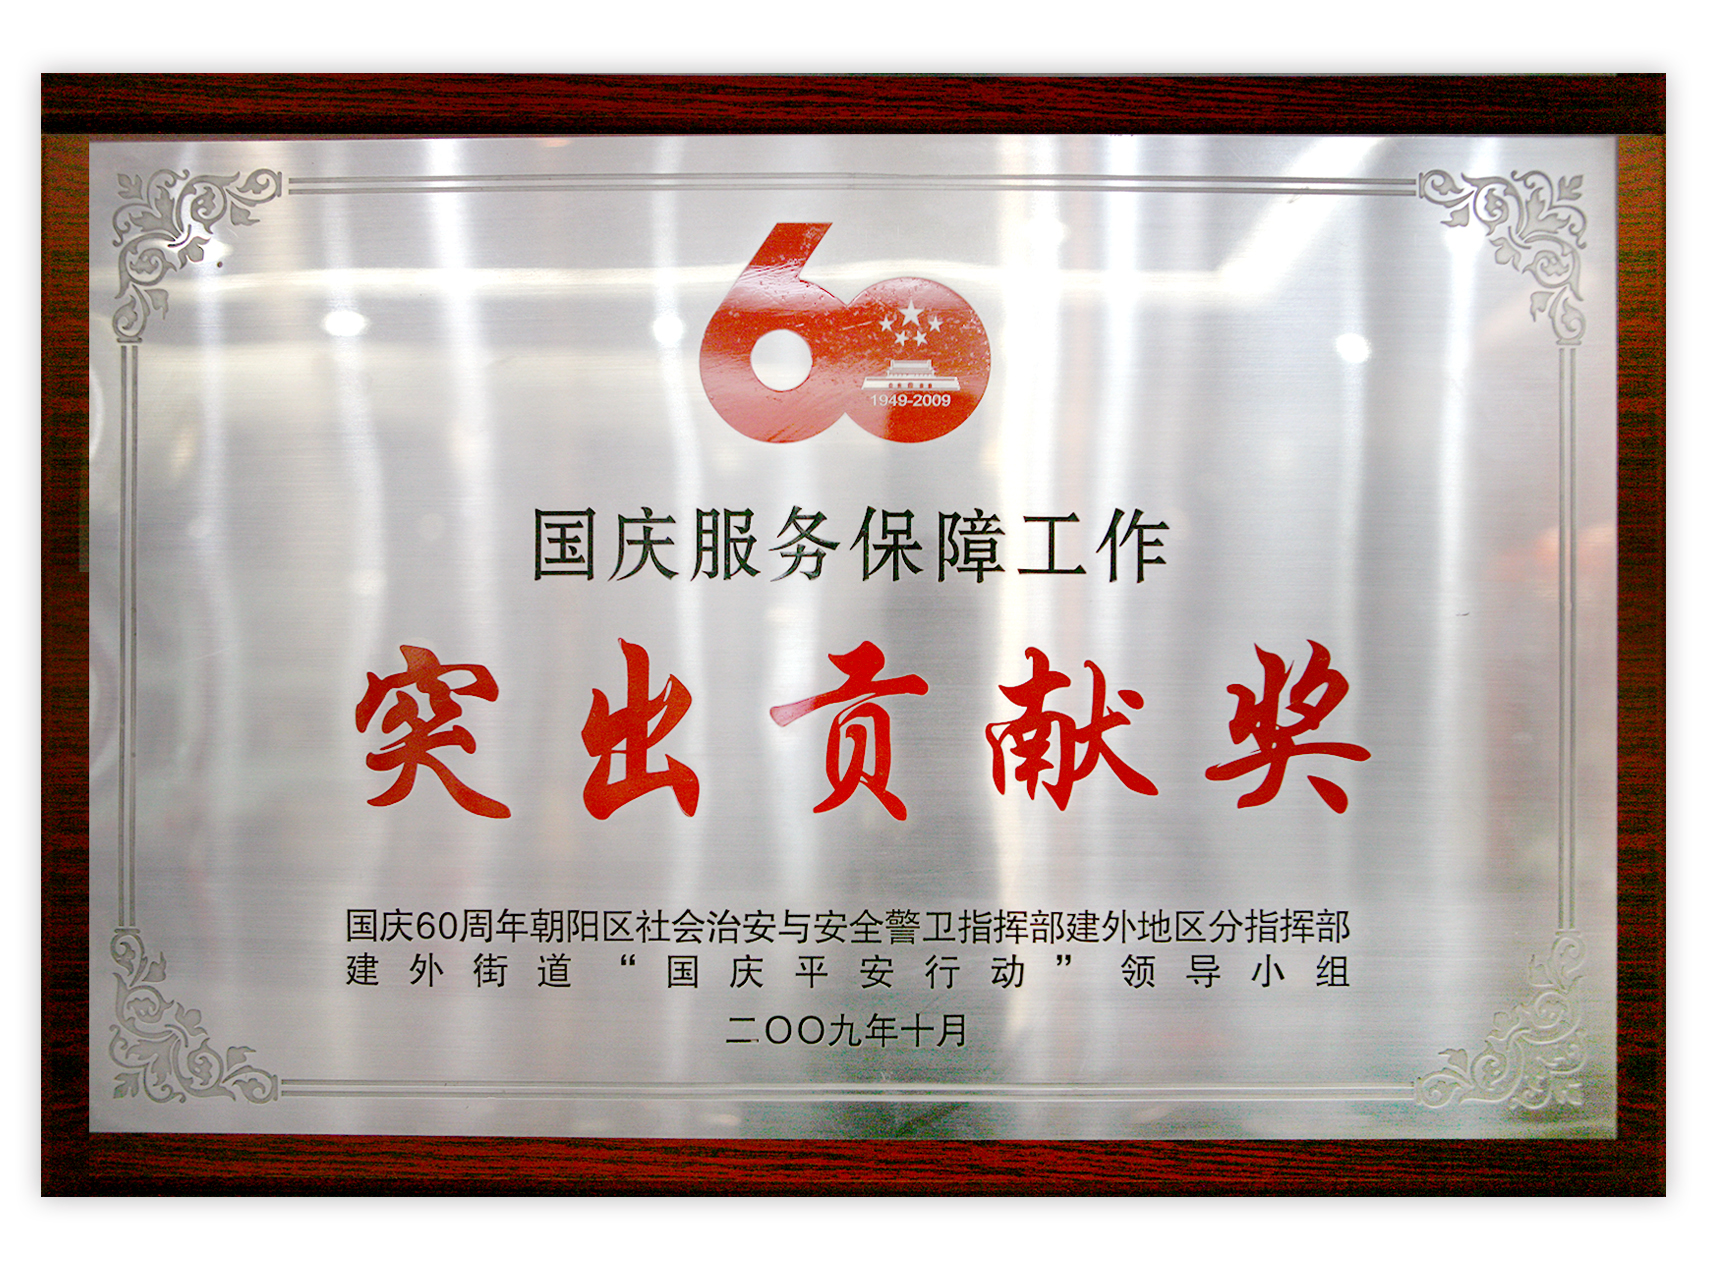 60
1949-2009
国庆服务保障工作
突出贡献奖
国庆60周年朝阳区社会治安与安全警卫指挥部建外地区分指挥部
建外街道“国庆平安行动”领导小组
二〇〇九年十月